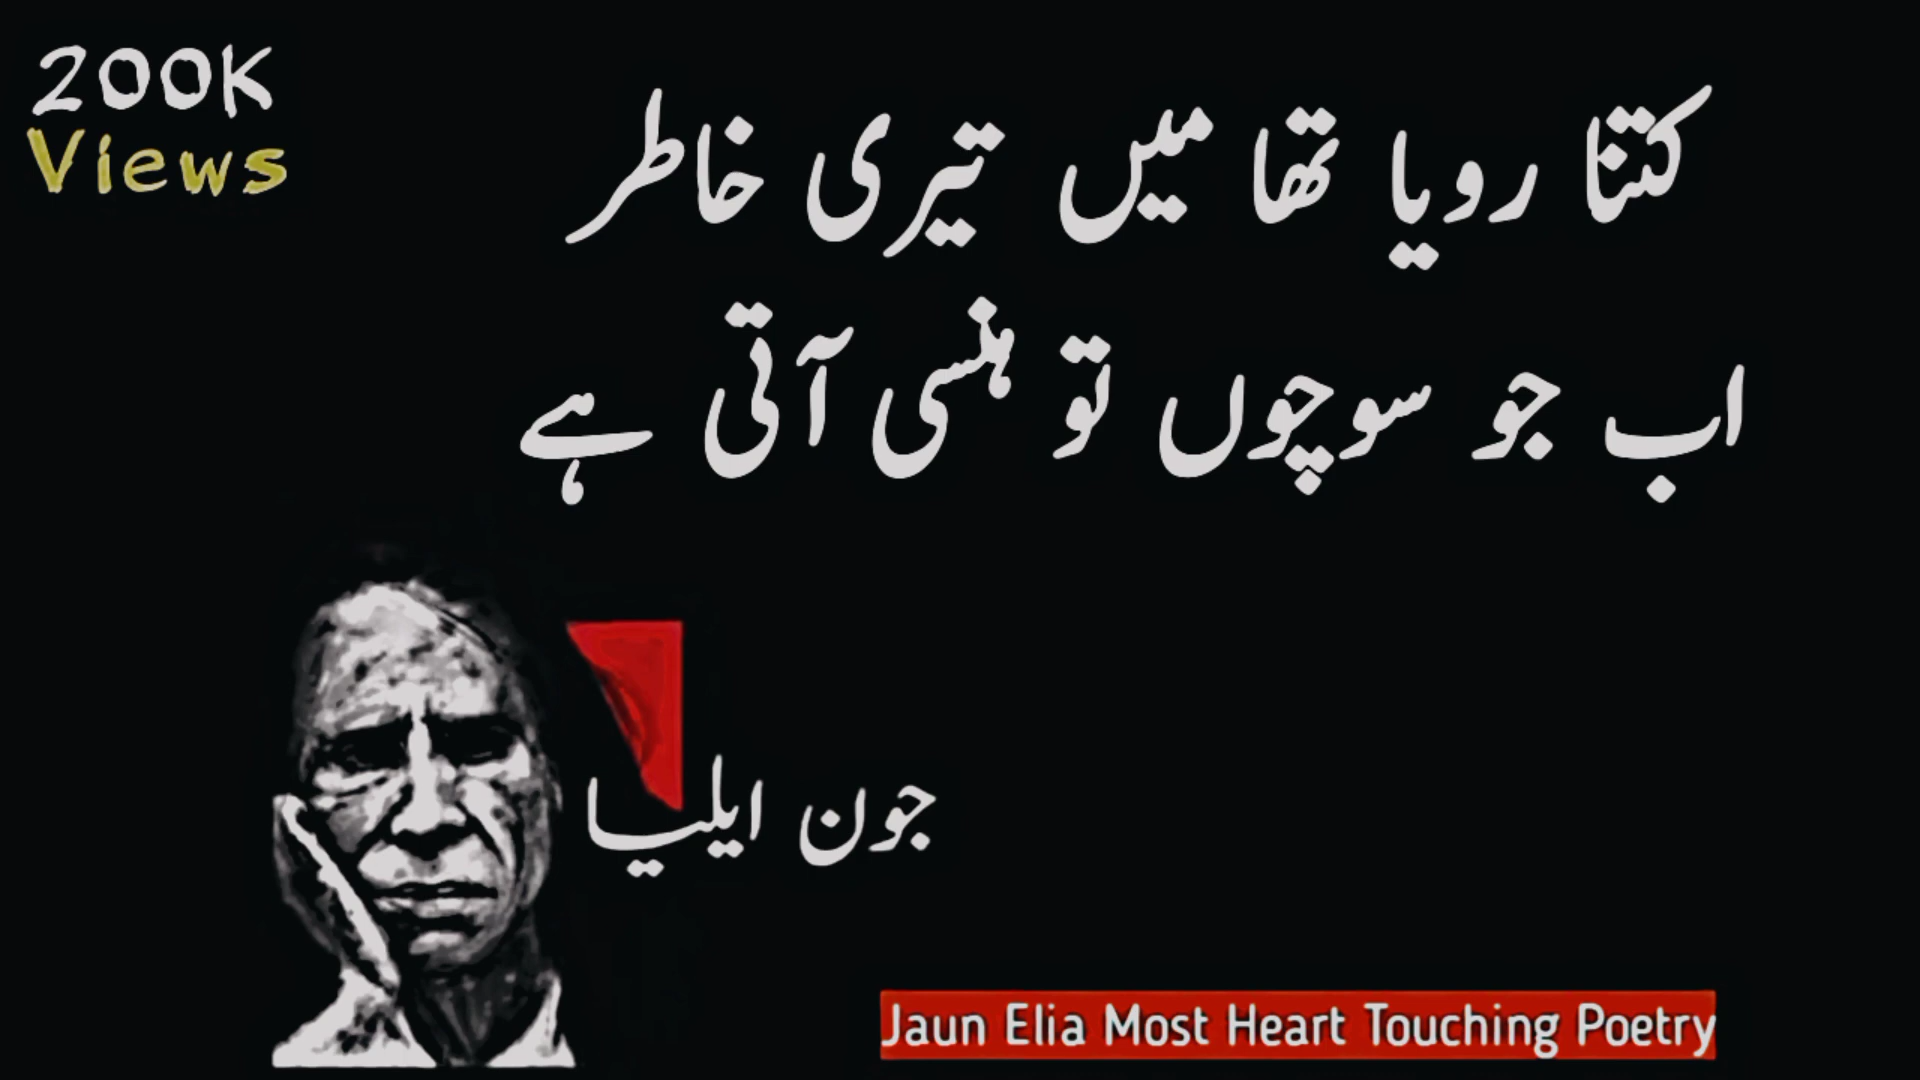 200K
Views
کتنا رویا تھا میں تیری خاطر
اب جو سوچوں تو ہنسی آتی ہے
جون ایلیا
Jaun Elia Most Heart Touching Poetry